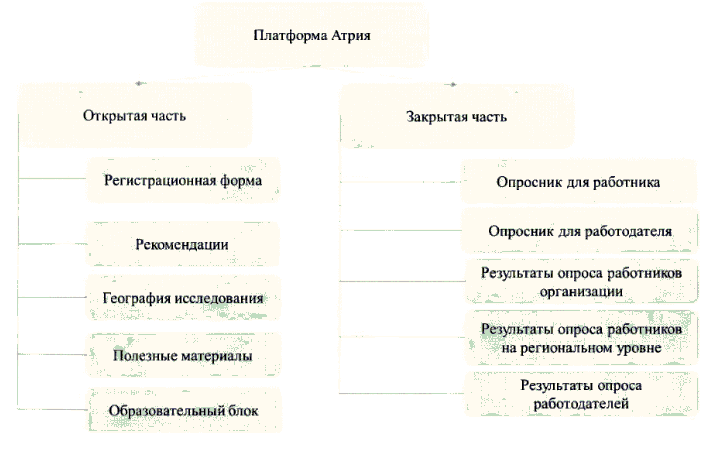 Платформа Атрия
Открытая часть
Регистрационная форма
Рекомендации
География исследования
Полезные материалы
Образовательный блок
Закрытая часть
Опросник для работника
Опросник для работодателя
Результаты опроса работников
организации
Результаты опроса работников
на региональном уровне
Результаты опроса
работодателей